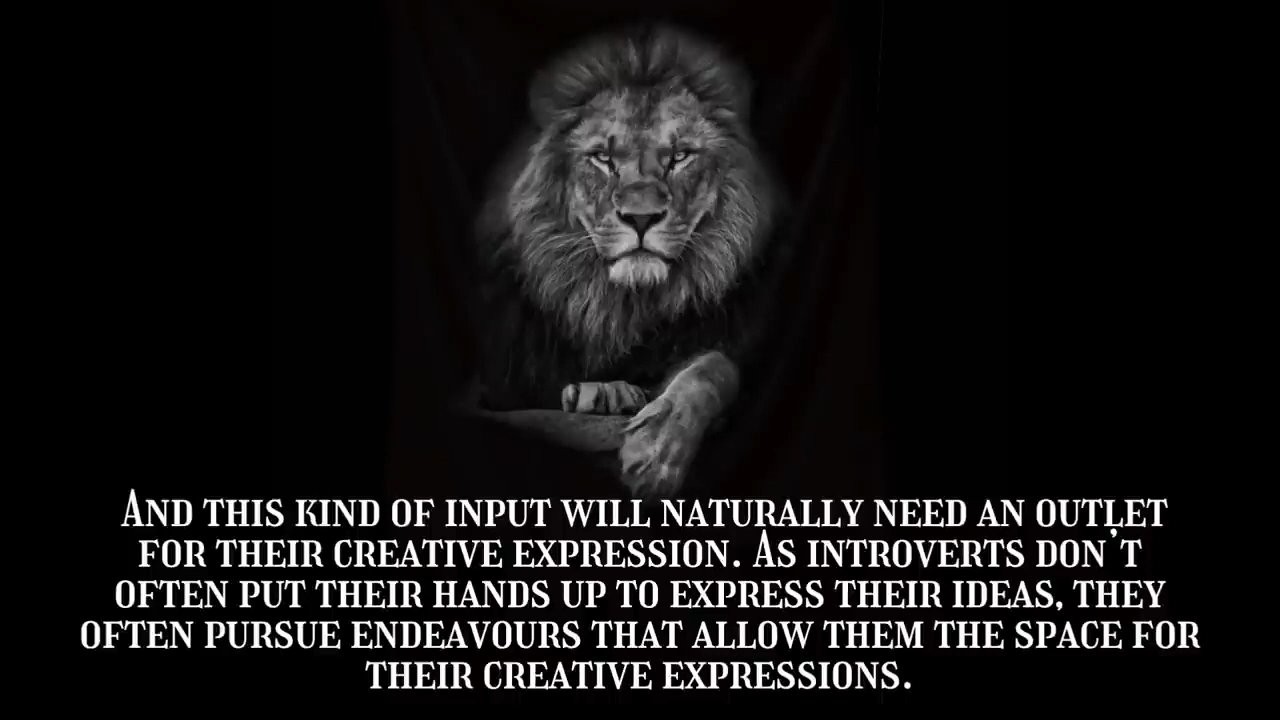 And this kind of input will naturally need an outlet
for their creative expression. As introverts don't
often put their hands up to express their ideas, they
often pursue endeavours that allow them the space for
their creative expressions.